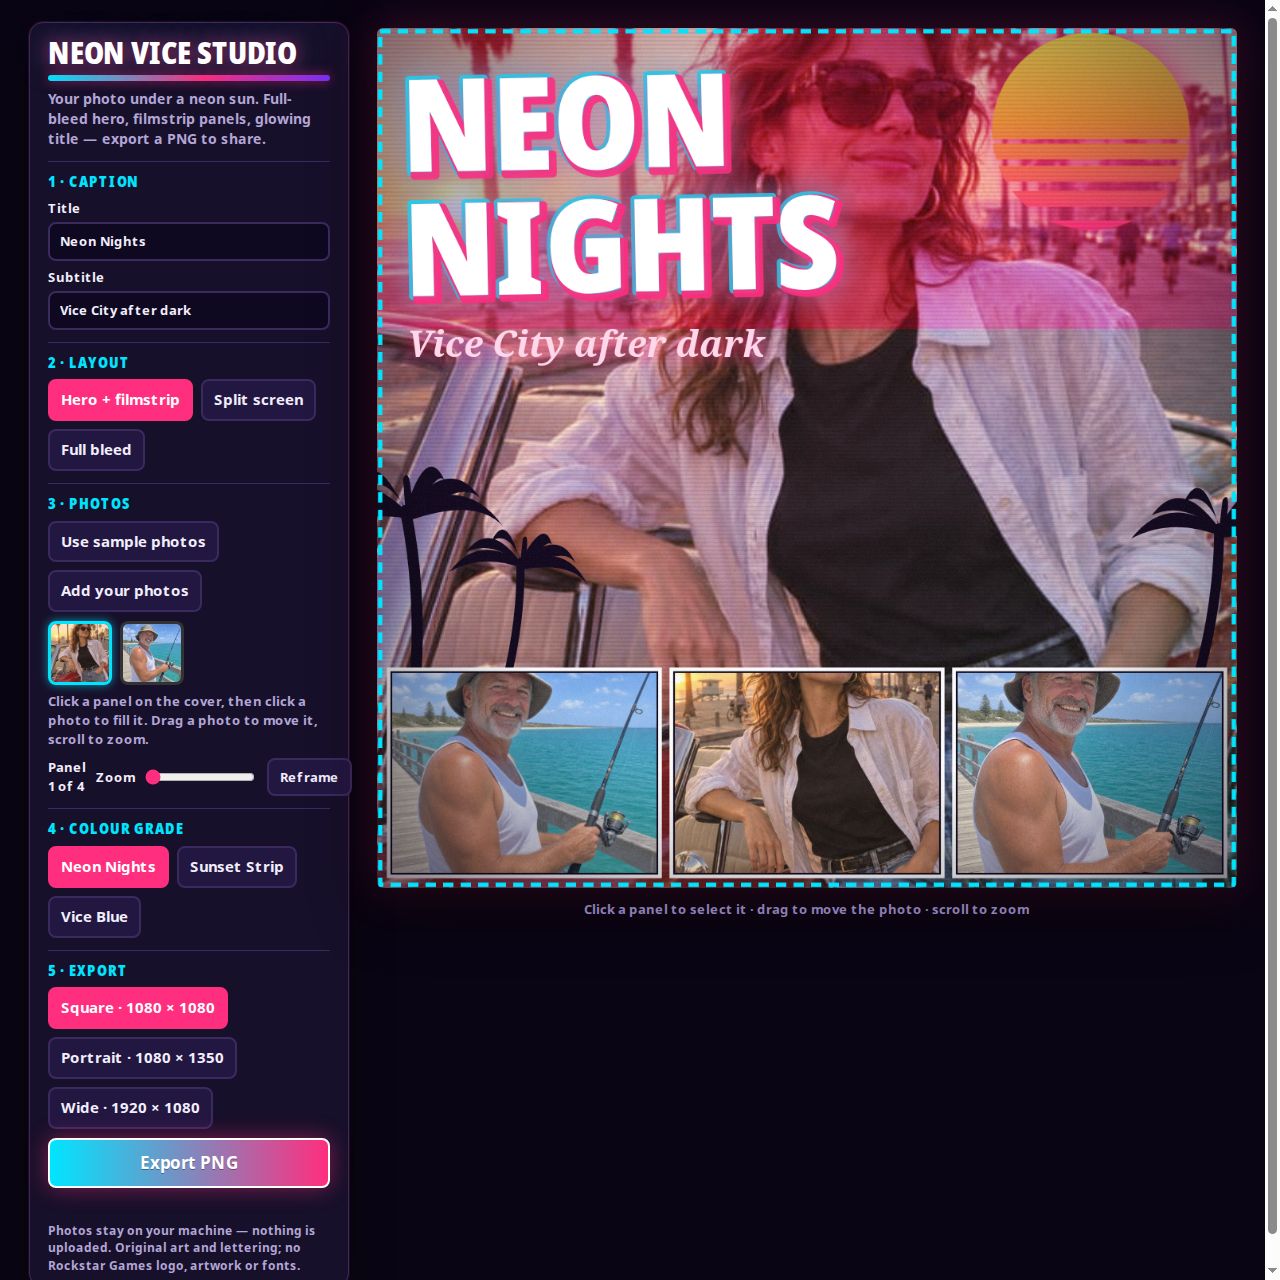 NEON VICE STUDIO
Your photo under a neon sun. Full-
bleed hero, filmstrip panels, glowing
title — export a PNG to share.
1 · CAPTION
Title
Neon Nights
Subtitle
Vice City after dark
2 · LAYOUT
Hero + filmstrip
Split screen
Full bleed
3 · PHOTOS
Use sample photos
Add your photos
Click a panel on the cover, then click a
photo to fill it. Drag a photo to move it,
scroll to zoom.
Panel
1 of 4
Zoom
Reframe
4 · COLOUR GRADE
Neon Nights
Sunset Strip
Vice Blue
5 · EXPORT
Square · 1080 × 1080
Portrait · 1080 × 1350
Wide · 1920 × 1080
Export PNG
Photos stay on your machine — nothing is
uploaded. Original art and lettering; no
Rockstar Games logo, artwork or fonts.
NEON
NIGHTS
Vice City after dark
Click a panel to select it · drag to move the photo · scroll to zoom